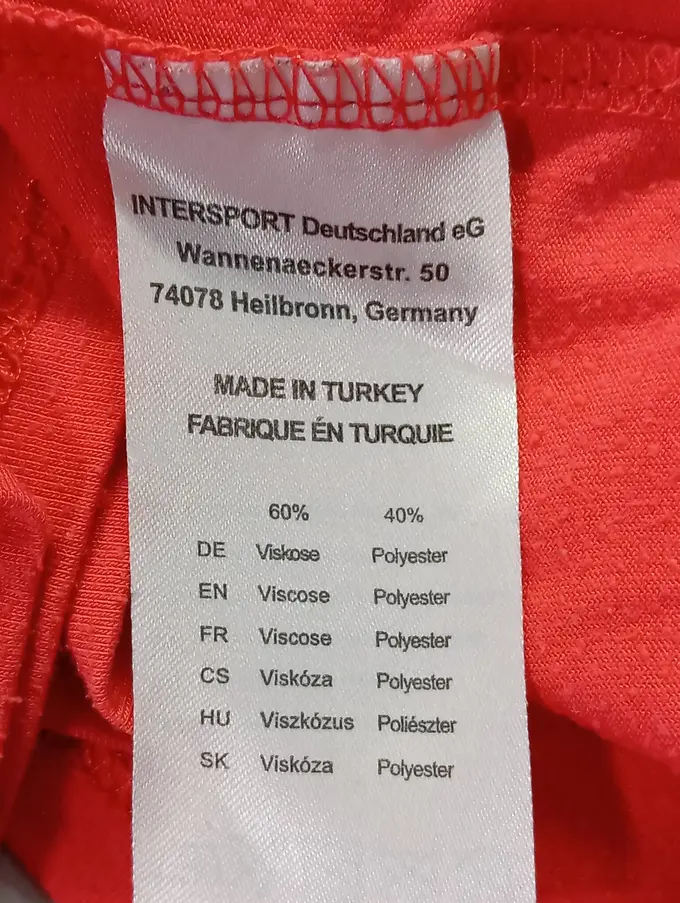 INTERSPORT Deutschland eG
Wannenaeckerstr. 50
74078 Heilbronn, Germany
MADE IN TURKEY
FABRIQUE ÉN TURQUIE
60% 40%
DE Viskose Polyester
EN Viscose Polyester
FR Viscose Polyester
CS Viskóza Polyester
HU Viszkózus Poliészter
SK Viskóza Polyester